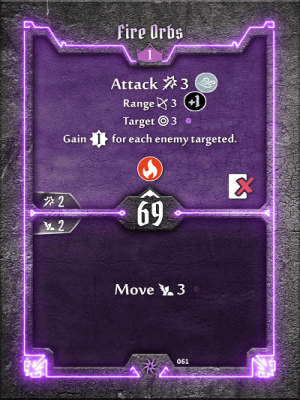 Fire Orbs
1
Attack 3
Range 3 +1
Target 3
Gain 1 for each enemy targeted.
2
69
2
Move 3
061